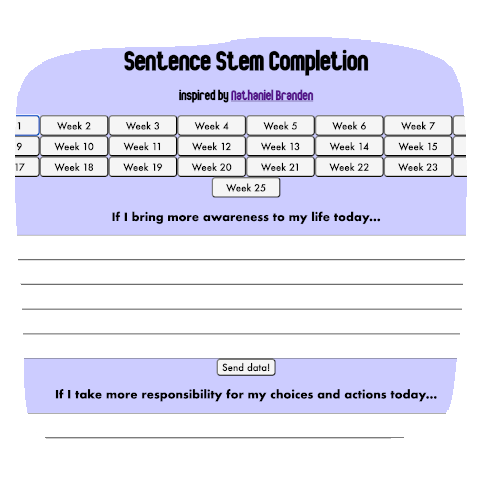 Sentence Stem Completion
inspired by Nathaniel Branden
1 Week 2 Week 3 Week 4 Week 5 Week 6 Week 7
9 Week 10 Week 11 Week 12 Week 13 Week 14 Week 15
17 Week 18 Week 19 Week 20 Week 21 Week 22 Week 23
Week 25
If I bring more awareness to my life today...
Send data!
If I take more responsibility for my choices and actions today...